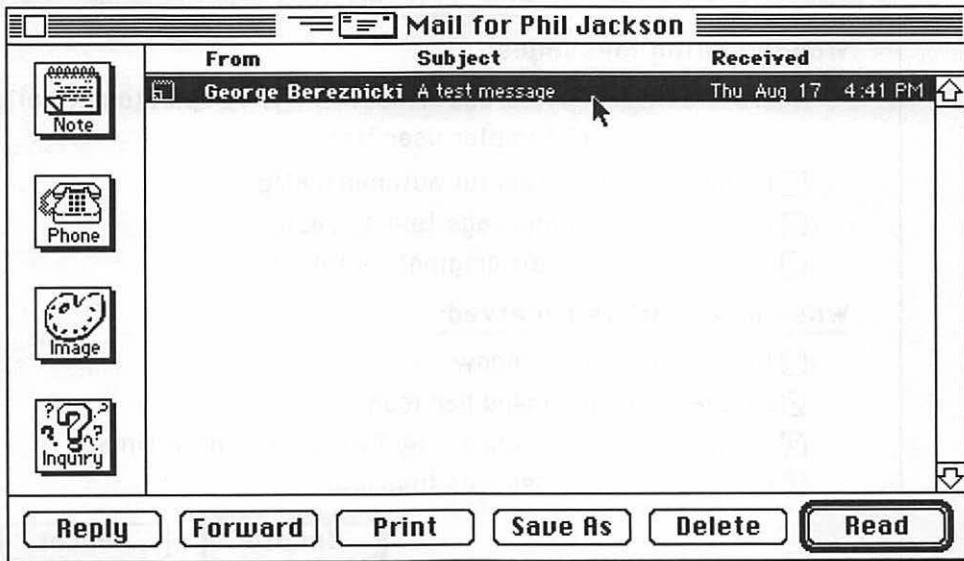 Mail for Phil Jackson
From Subject Received
George Bereznicki A test message Thu Aug 17 4:41 PM
Note
Phone
Image
Inquiry
Reply Forward Print Save As Delete Read